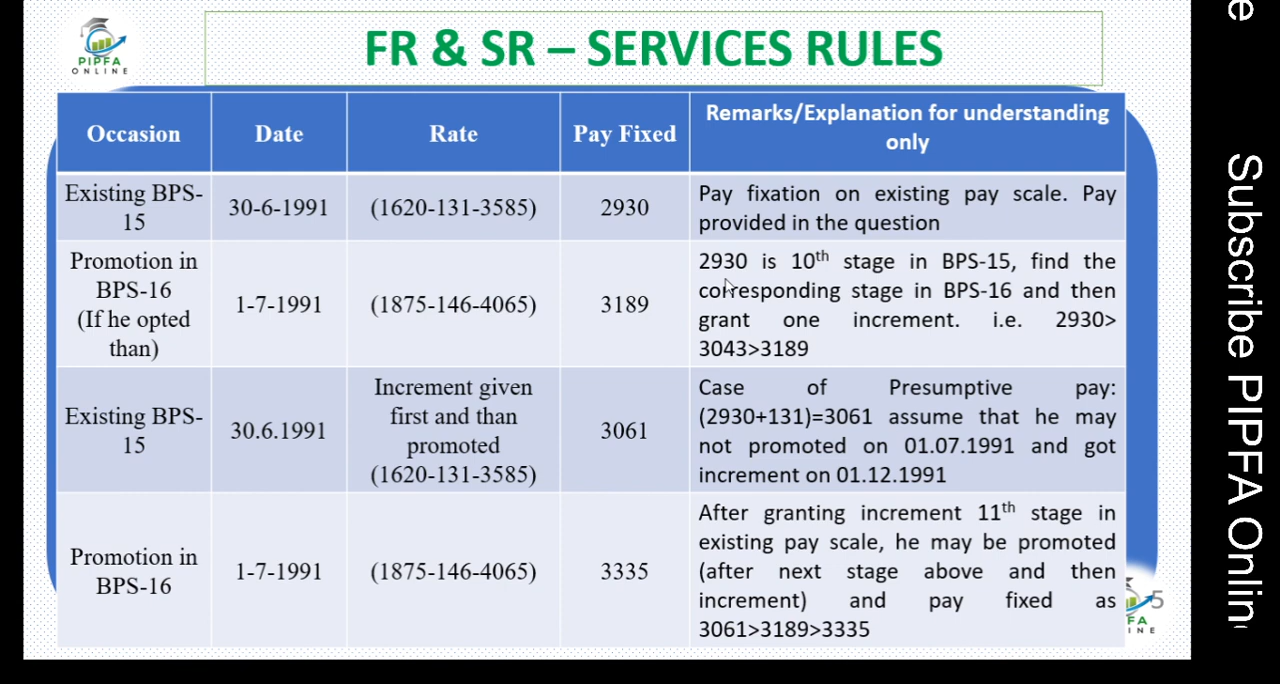 FR & SR – SERVICES RULES
PIPFA
ONLINE
Occasion
Date
Rate
Pay Fixed
Remarks/Explanation for understanding
only
Existing BPS-
15
30-6-1991
(1620-131-3585)
2930
Pay fixation on existing pay scale. Pay
provided in the question
Promotion in
BPS-16
(If he opted
than)
1-7-1991
(1875-146-4065)
3189
2930 is 10th stage in BPS-15, find the
corresponding stage in BPS-16 and then
grant one increment. i.e. 2930>
3043>3189
Existing BPS-
15
30.6.1991
Increment given
first and than
promoted
(1620-131-3585)
3061
Case of Presumptive pay:
(2930+131)=3061 assume that he may
not promoted on 01.07.1991 and got
increment on 01.12.1991
Promotion in
BPS-16
1-7-1991
(1875-146-4065)
3335
After granting increment 11th stage in
existing pay scale, he may be promoted
(after next stage above and then
increment) and pay fixed as
3061>3189>3335
5
FA
INE
e
Subscribe PIPFA Onlin